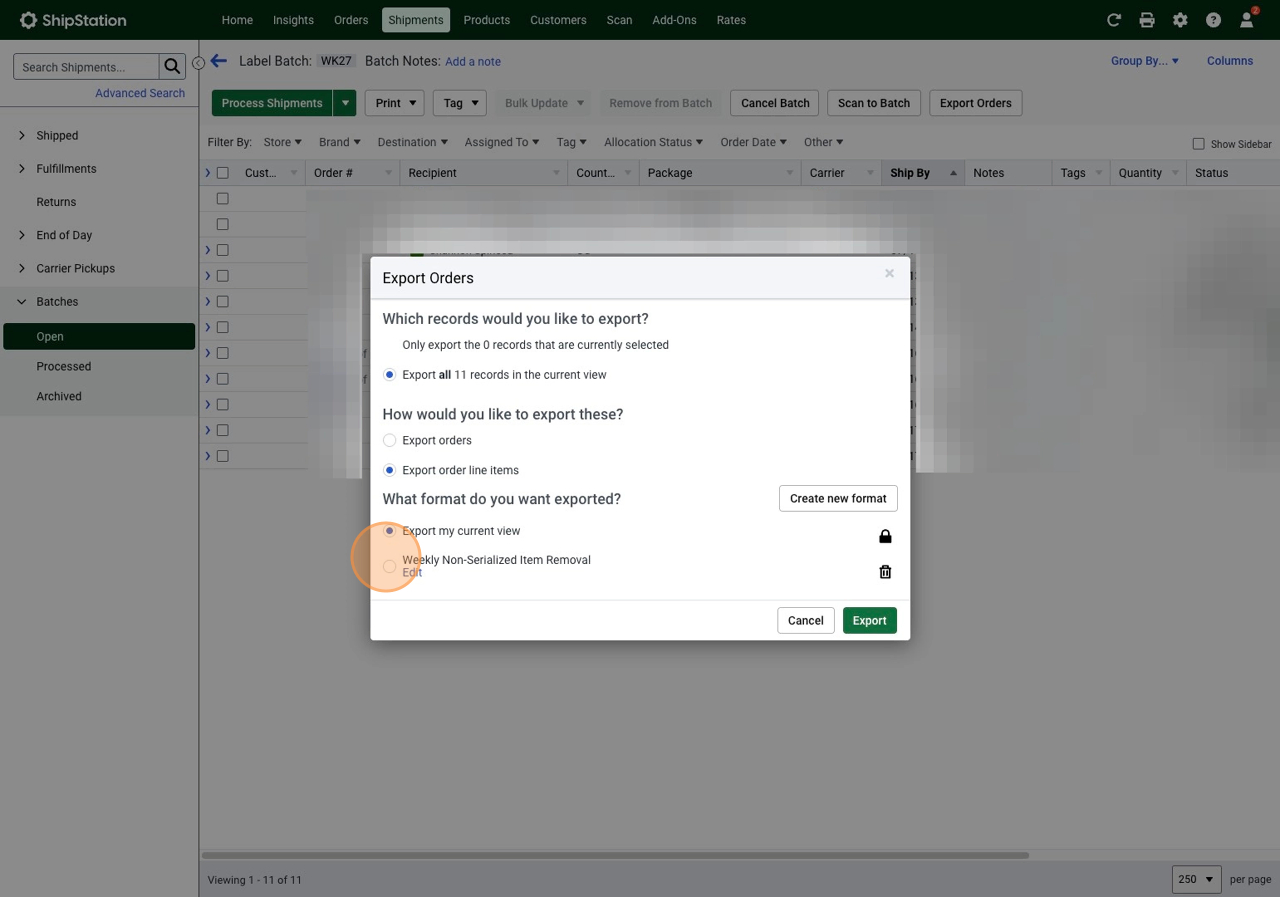 ShipStation
Home Insights Orders Shipments Products Customers Scan Add-Ons Rates
2
Search Shipments...
Advanced Search
Label Batch: WK27 Batch Notes: Add a note
Group By... Columns
Process Shipments Print Tag Bulk Update Remove from Batch Cancel Batch Scan to Batch Export Orders
Filter By: Store Brand Destination Assigned To Tag Allocation Status Order Date Other
Show Sidebar
Cust... Order # Recipient Count... Package Carrier Ship By Notes Tags Quantity Status
Shipped
Fulfillments
Returns
End of Day
Carrier Pickups
Batches
Open
Processed
Archived
Export Orders
Which records would you like to export?
Only export the 0 records that are currently selected
Export all 11 records in the current view
How would you like to export these?
Export orders
Export order line items
What format do you want exported?
Create new format
Export my current view
Weekly Non-Serialized Item Removal
Edit
Cancel Export
Viewing 1 - 11 of 11
250 per page